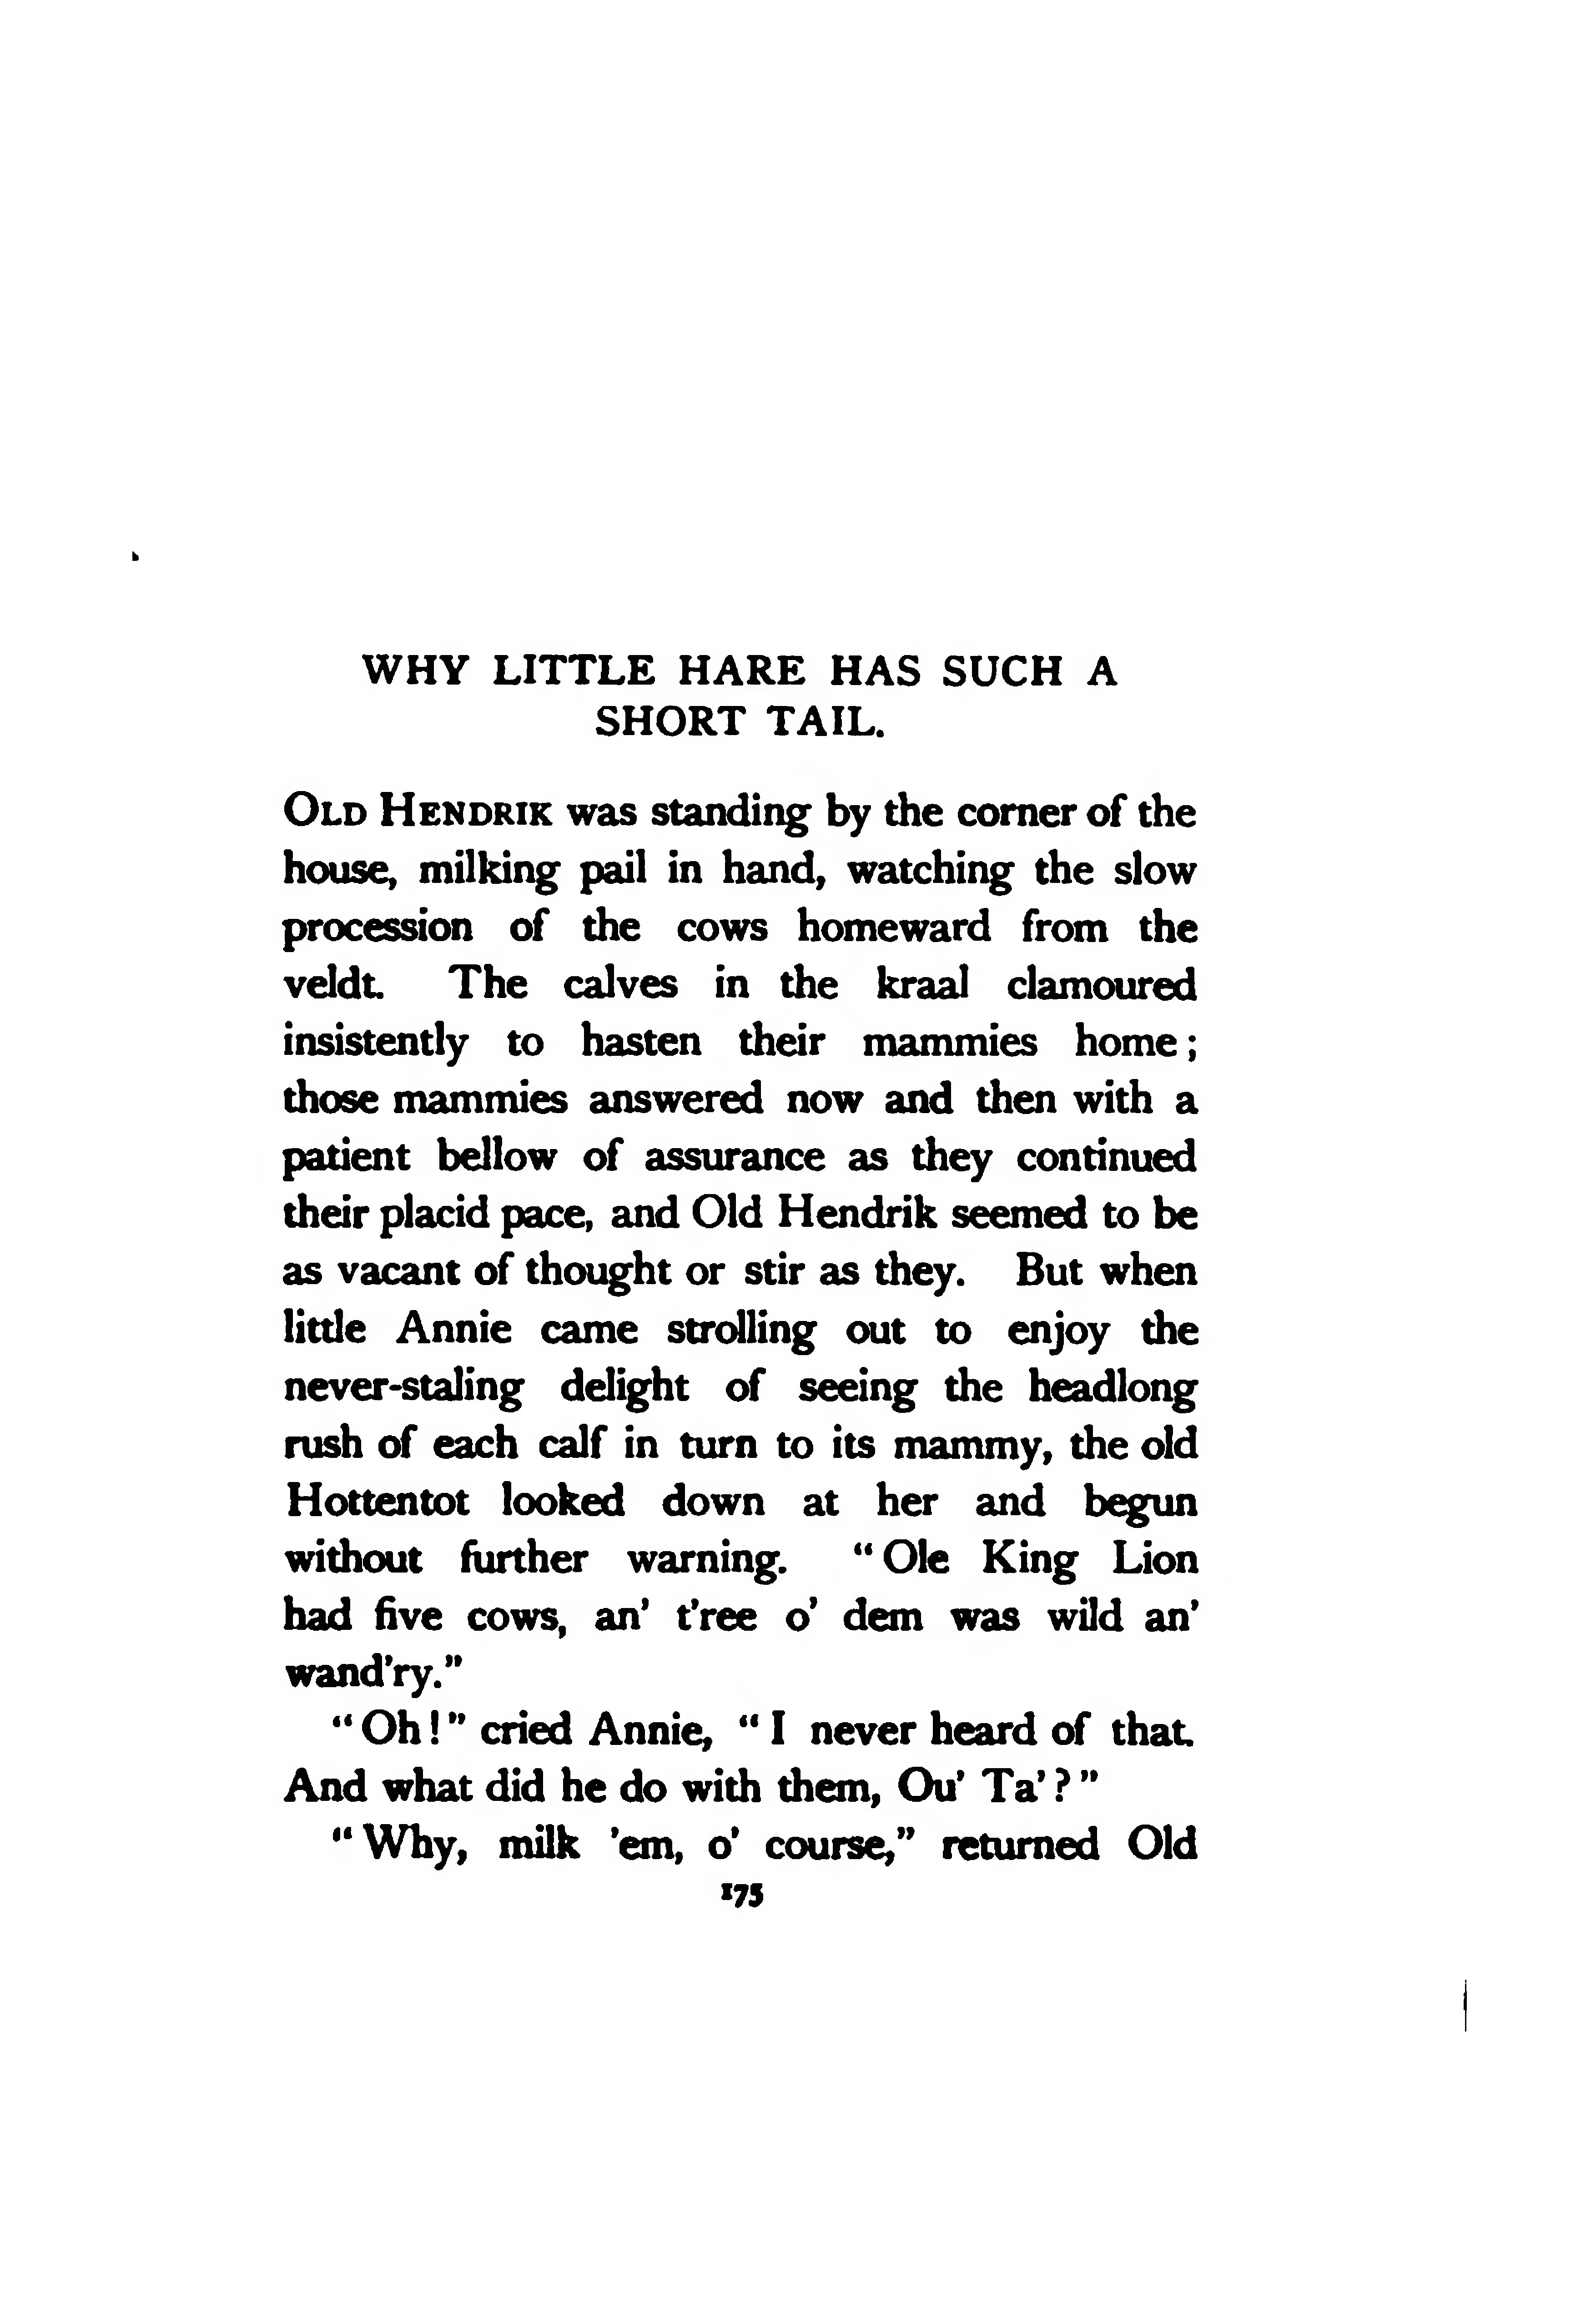 WHY LITTLE HARE HAS SUCH A
SHORT TAIL.
OLD HENDRIK was standing by the corner of the
house, milking pail in hand, watching the slow
procession of the cows homeward from the
veldt. The calves in the kraal clamoured
insistently to hasten their mammies home;
those mammies answered now and then with a
patient bellow of assurance as they continued
their placid pace, and Old Hendrik seemed to be
as vacant of thought or stir as they. But when
little Annie came strolling out to enjoy the
never-staling delight of seeing the headlong
rush of each calf in turn to its mammy, the old
Hottentot looked down at her and begun
without further warning. "Ole King Lion
had five cows, an' t'ree o' dem was wild an'
wand'ry."
"Oh!" cried Annie, "I never heard of that.
And what did he do with them, Ou' Ta'?"
"Why, milk 'em, o' course," returned Old
175